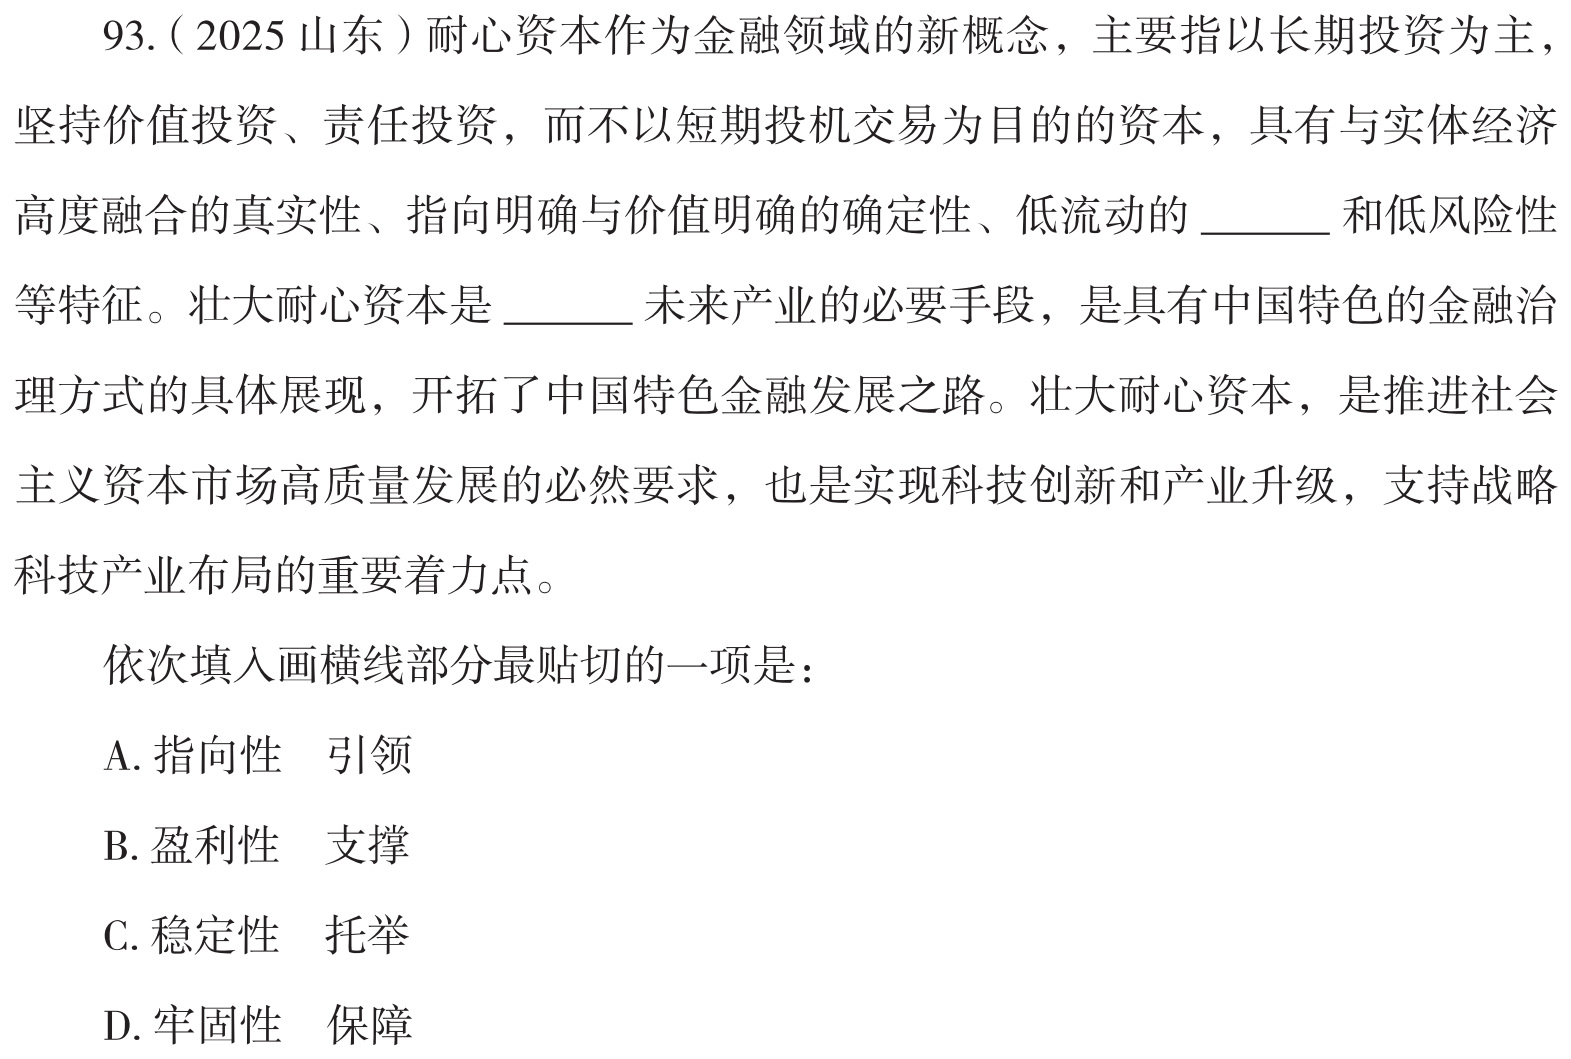 93.（2025 山东）耐心资本作为金融领域的新概念，主要指以长期投资为主，
坚持价值投资、责任投资，而不以短期投机交易为目的的资本，具有与实体经济
高度融合的真实性、指向明确与价值明确的确定性、低流动的 ______ 和低风险性
等特征。壮大耐心资本是 ______ 未来产业的必要手段，是具有中国特色的金融治
理方式的具体展现，开拓了中国特色金融发展之路。壮大耐心资本，是推进社会
主义资本市场高质量发展的必然要求，也是实现科技创新和产业升级，支持战略
科技产业布局的重要着力点。
依次填入画横线部分最贴切的一项是：
A. 指向性　引领
B. 盈利性　支撑
C. 稳定性　托举
D. 牢固性　保障